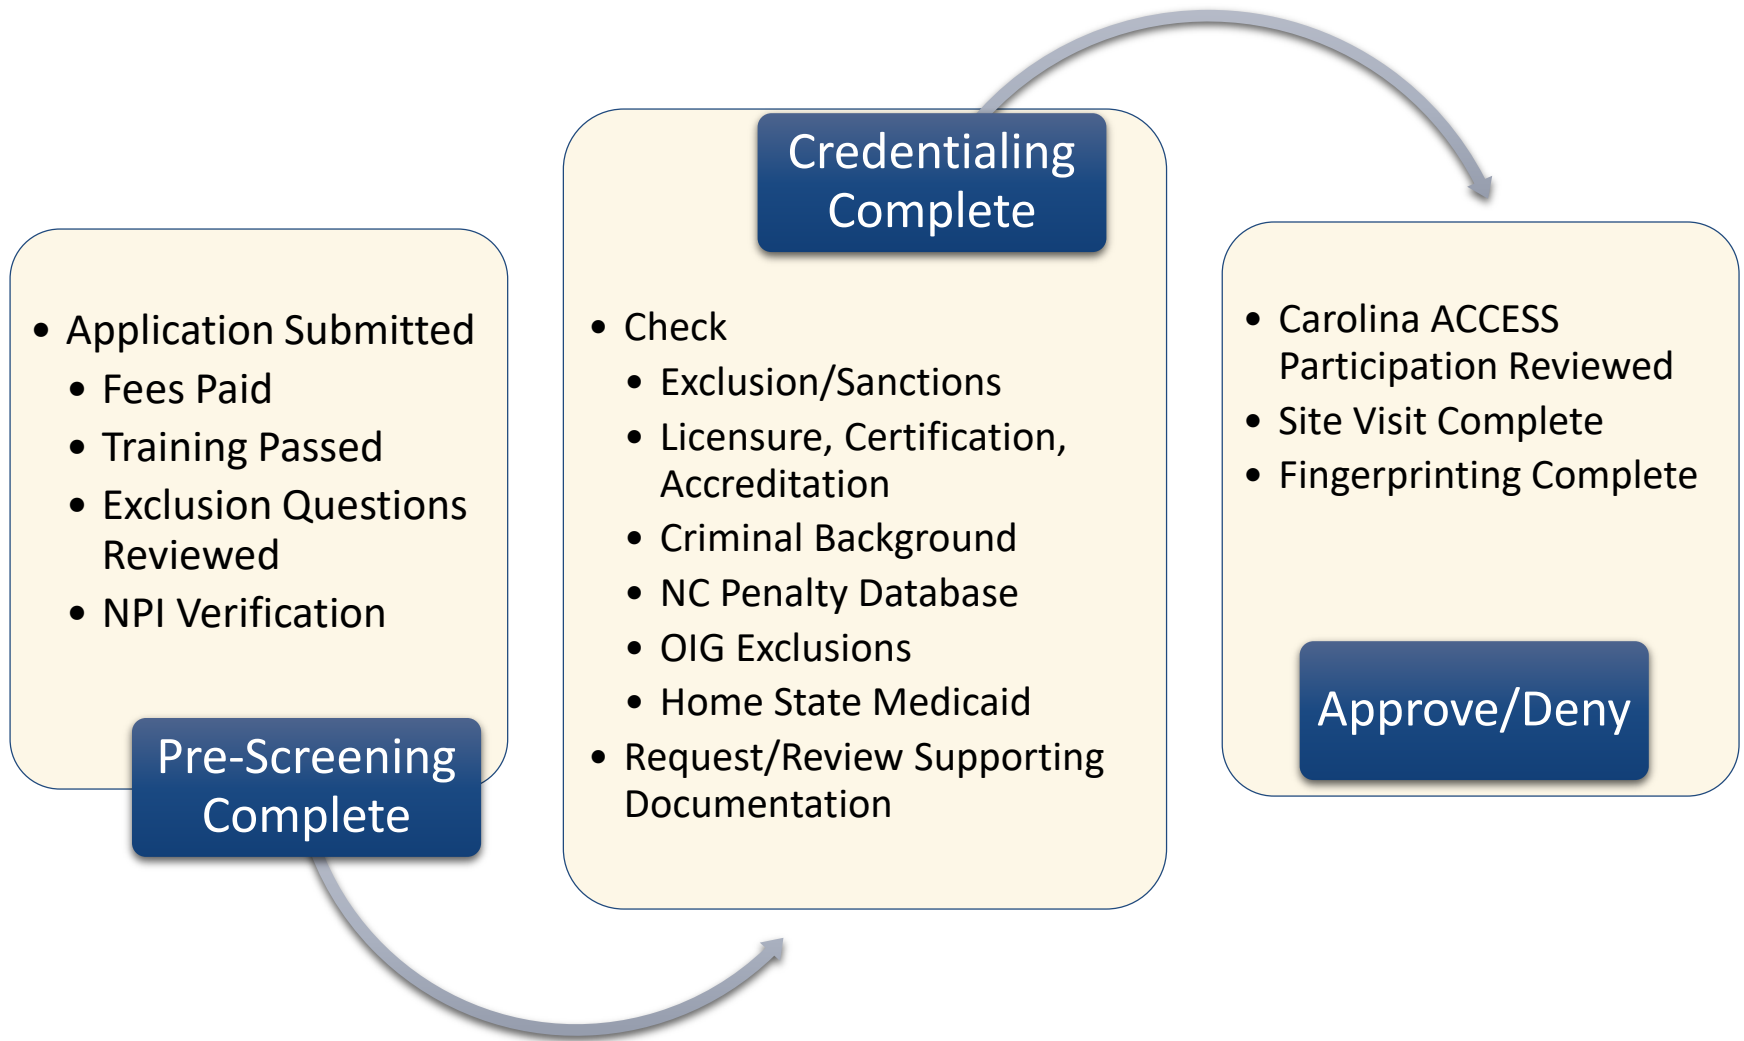 • Application Submitted
• Fees Paid
• Training Passed
• Exclusion Questions
Reviewed
• NPI Verification
Pre-Screening
Complete
Credentialing
Complete
• Check
• Exclusion/Sanctions
• Licensure, Certification,
Accreditation
• Criminal Background
• NC Penalty Database
• OIG Exclusions
• Home State Medicaid
• Request/Review Supporting
Documentation
• Carolina ACCESS
Participation Reviewed
• Site Visit Complete
• Fingerprinting Complete
Approve/Deny